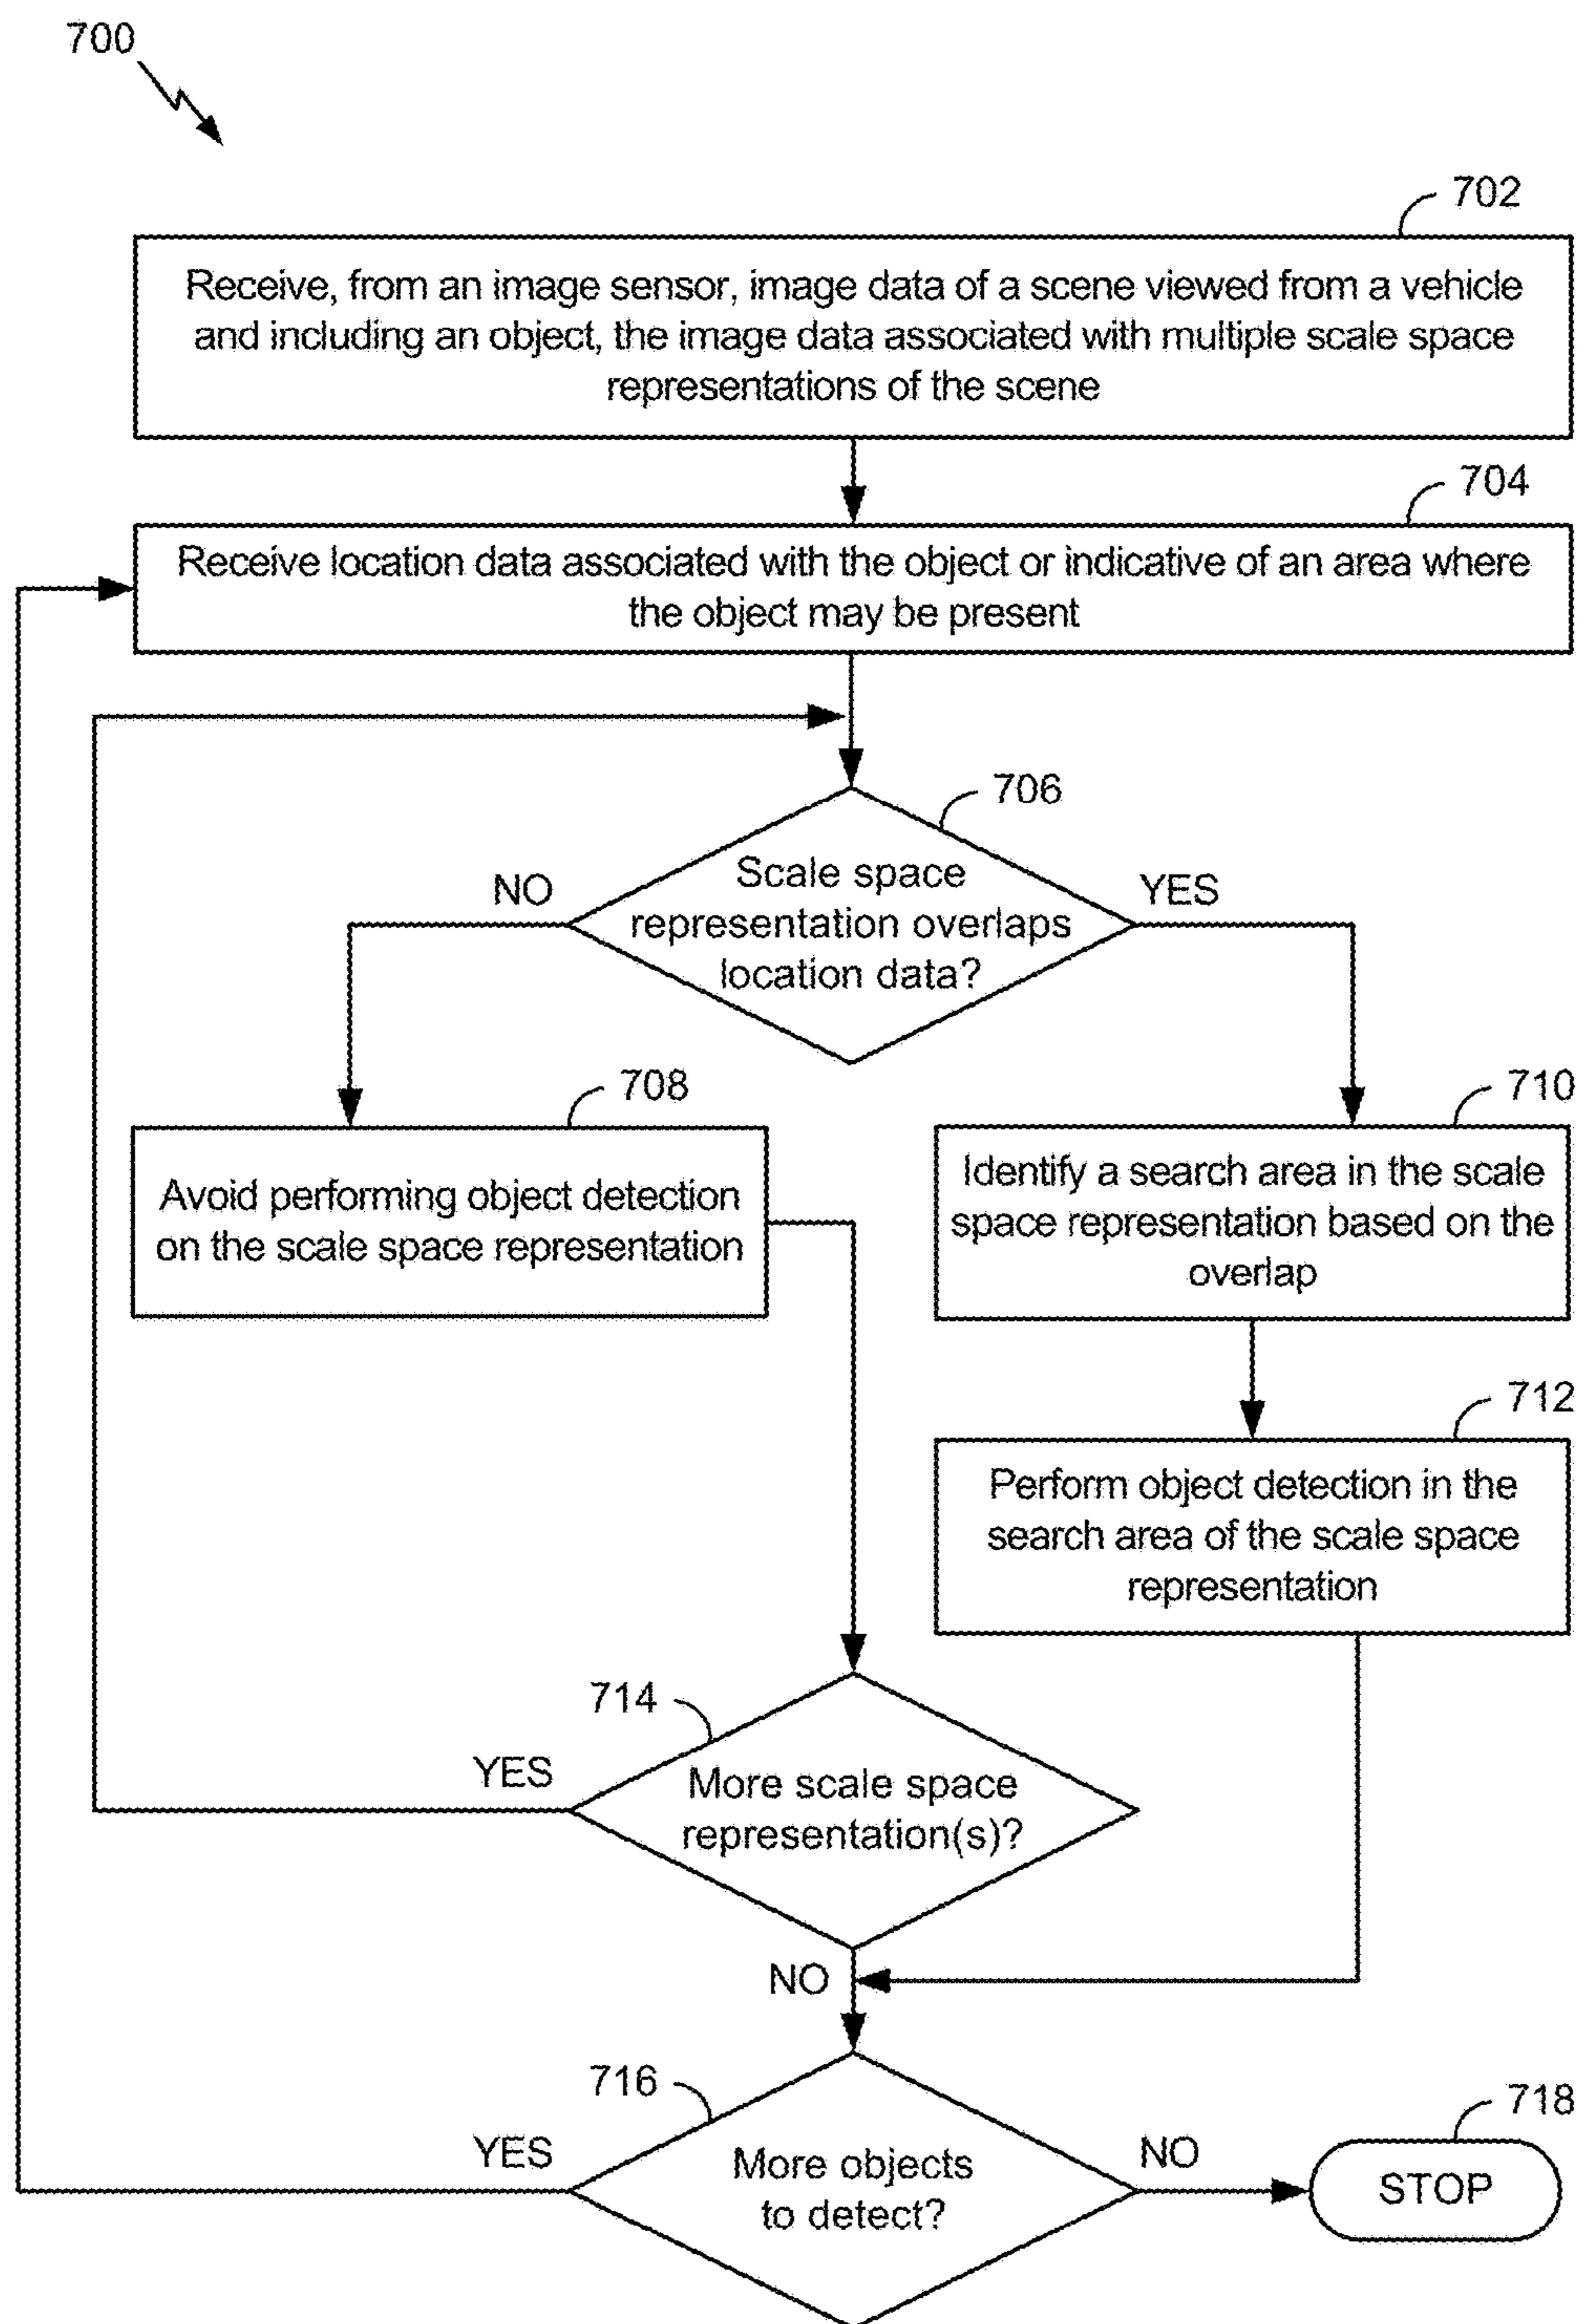 700
702
Receive, from an image sensor, image data of a scene viewed from a vehicle
and including an object, the image data associated with multiple scale space
representations of the scene
704
Receive location data associated with the object or indicative of an area where
the object may be present
706
Scale space
representation overlaps
location data?
NO
YES
708
Avoid performing object detection
on the scale space representation
710
Identify a search area in the scale
space representation based on the
overlap
712
Perform object detection in the
search area of the scale space
representation
714
More scale space
representation(s)?
YES
NO
716
More objects
to detect?
YES
NO
718
STOP